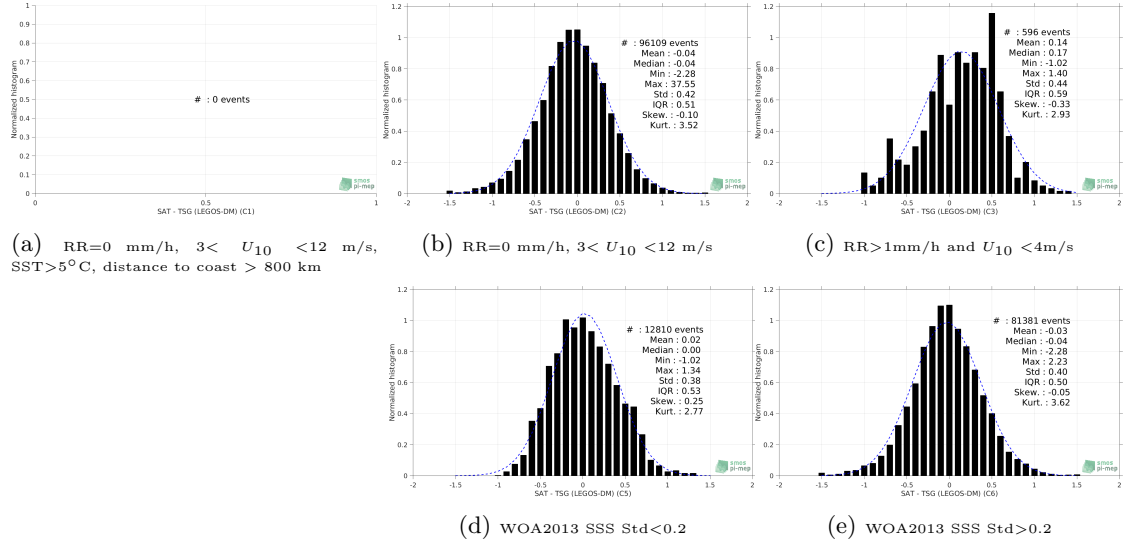 1
0.9
0.8
0.7
0.6
0.5
0.4
0.3
0.2
0.1
0
Normalized histogram
# : 0 events
smos
pi-mep
0 0.5 1
SAT - TSG (LEGOS-DM) (C1)
(a) RR=0 mm/h, 3< U10 <12 m/s,
SST>5°C, distance to coast > 800 km
1.2
1
0.8
0.6
0.4
0.2
0
Normalized histogram
# : 96109 events
Mean : -0.04
Median : -0.04
Min : -2.28
Max : 37.55
Std : 0.42
IQR : 0.51
Skew. : -0.10
Kurt. : 3.52
smos
pi-mep
-2 -1.5 -1 -0.5 0 0.5 1 1.5 2
SAT - TSG (LEGOS-DM) (C2)
(b) RR=0 mm/h, 3< U10 <12 m/s
1.2
1
0.8
0.6
0.4
0.2
0
Normalized histogram
# : 596 events
Mean : 0.14
Median : 0.17
Min : -1.02
Max : 1.40
Std : 0.44
IQR : 0.59
Skew. : -0.33
Kurt. : 2.93
smos
pi-mep
-2 -1.5 -1 -0.5 0 0.5 1 1.5 2
SAT - TSG (LEGOS-DM) (C3)
(c) RR>1mm/h and U10 <4m/s
1.2
1
0.8
0.6
0.4
0.2
0
Normalized histogram
# : 12810 events
Mean : 0.02
Median : 0.00
Min : -1.02
Max : 1.34
Std : 0.38
IQR : 0.53
Skew. : 0.25
Kurt. : 2.77
smos
pi-mep
-2 -1.5 -1 -0.5 0 0.5 1 1.5 2
SAT - TSG (LEGOS-DM) (C5)
(d) WOA2013 SSS Std<0.2
1.2
1
0.8
0.6
0.4
0.2
0
Normalized histogram
# : 81381 events
Mean : -0.03
Median : -0.04
Min : -2.28
Max : 2.23
Std : 0.40
IQR : 0.50
Skew. : -0.05
Kurt. : 3.62
smos
pi-mep
-2 -1.5 -1 -0.5 0 0.5 1 1.5 2
SAT - TSG (LEGOS-DM) (C6)
(e) WOA2013 SSS Std>0.2